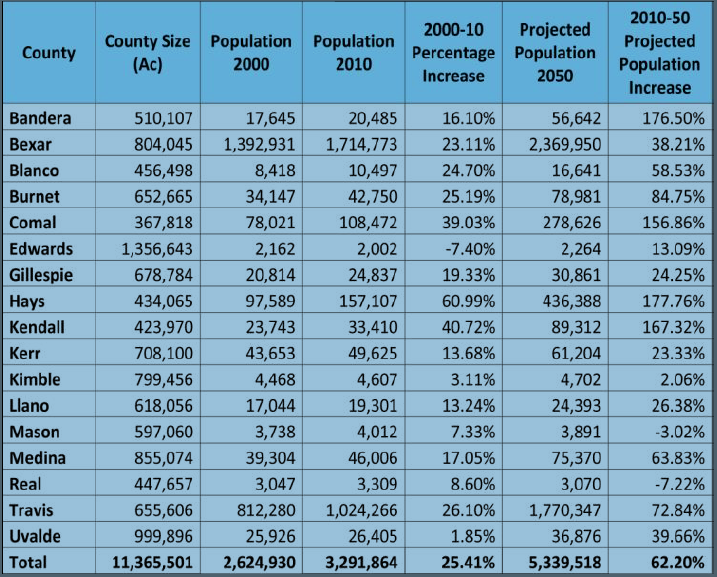 County County Size (Ac) Population 2000 Population 2010 2000-10 Percentage Increase Projected Population 2050 2010-50 Projected Population Increase
Bandera 510,107 17,645 20,485 16.10% 56,642 176.50%
Bexar 804,045 1,392,931 1,714,773 23.11% 2,369,950 38.21%
Blanco 456,498 8,418 10,497 24.70% 16,641 58.53%
Burnet 652,665 34,147 42,750 25.19% 78,981 84.75%
Comal 367,818 78,021 108,472 39.03% 278,626 156.86%
Edwards 1,356,643 2,162 2,002 -7.40% 2,264 13.09%
Gillespie 678,784 20,814 24,837 19.33% 30,861 24.25%
Hays 434,065 97,589 157,107 60.99% 436,388 177.76%
Kendall 423,970 23,743 33,410 40.72% 89,312 167.32%
Kerr 708,100 43,653 49,625 13.68% 61,204 23.33%
Kimble 799,456 4,468 4,607 3.11% 4,702 2.06%
Llano 618,056 17,044 19,301 13.24% 24,393 26.38%
Mason 597,060 3,738 4,012 7.33% 3,891 -3.02%
Medina 855,074 39,304 46,006 17.05% 75,370 63.83%
Real 447,657 3,047 3,309 8.60% 3,070 -7.22%
Travis 655,606 812,280 1,024,266 26.10% 1,770,347 72.84%
Uvalde 999,896 25,926 26,405 1.85% 36,876 39.66%
Total 11,365,501 2,624,930 3,291,864 25.41% 5,339,518 62.20%